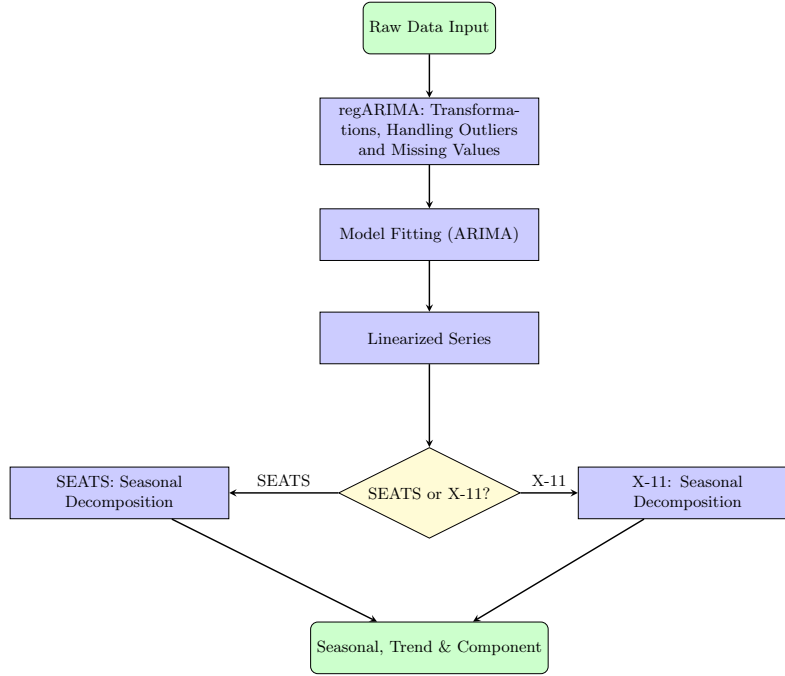 Raw Data Input
regARIMA: Transforma-
tions, Handling Outliers
and Missing Values
Model Fitting (ARIMA)
Linearized Series
SEATS: Seasonal
Decomposition
SEATS
SEATS or X-11?
X-11
X-11: Seasonal
Decomposition
Seasonal, Trend & Component